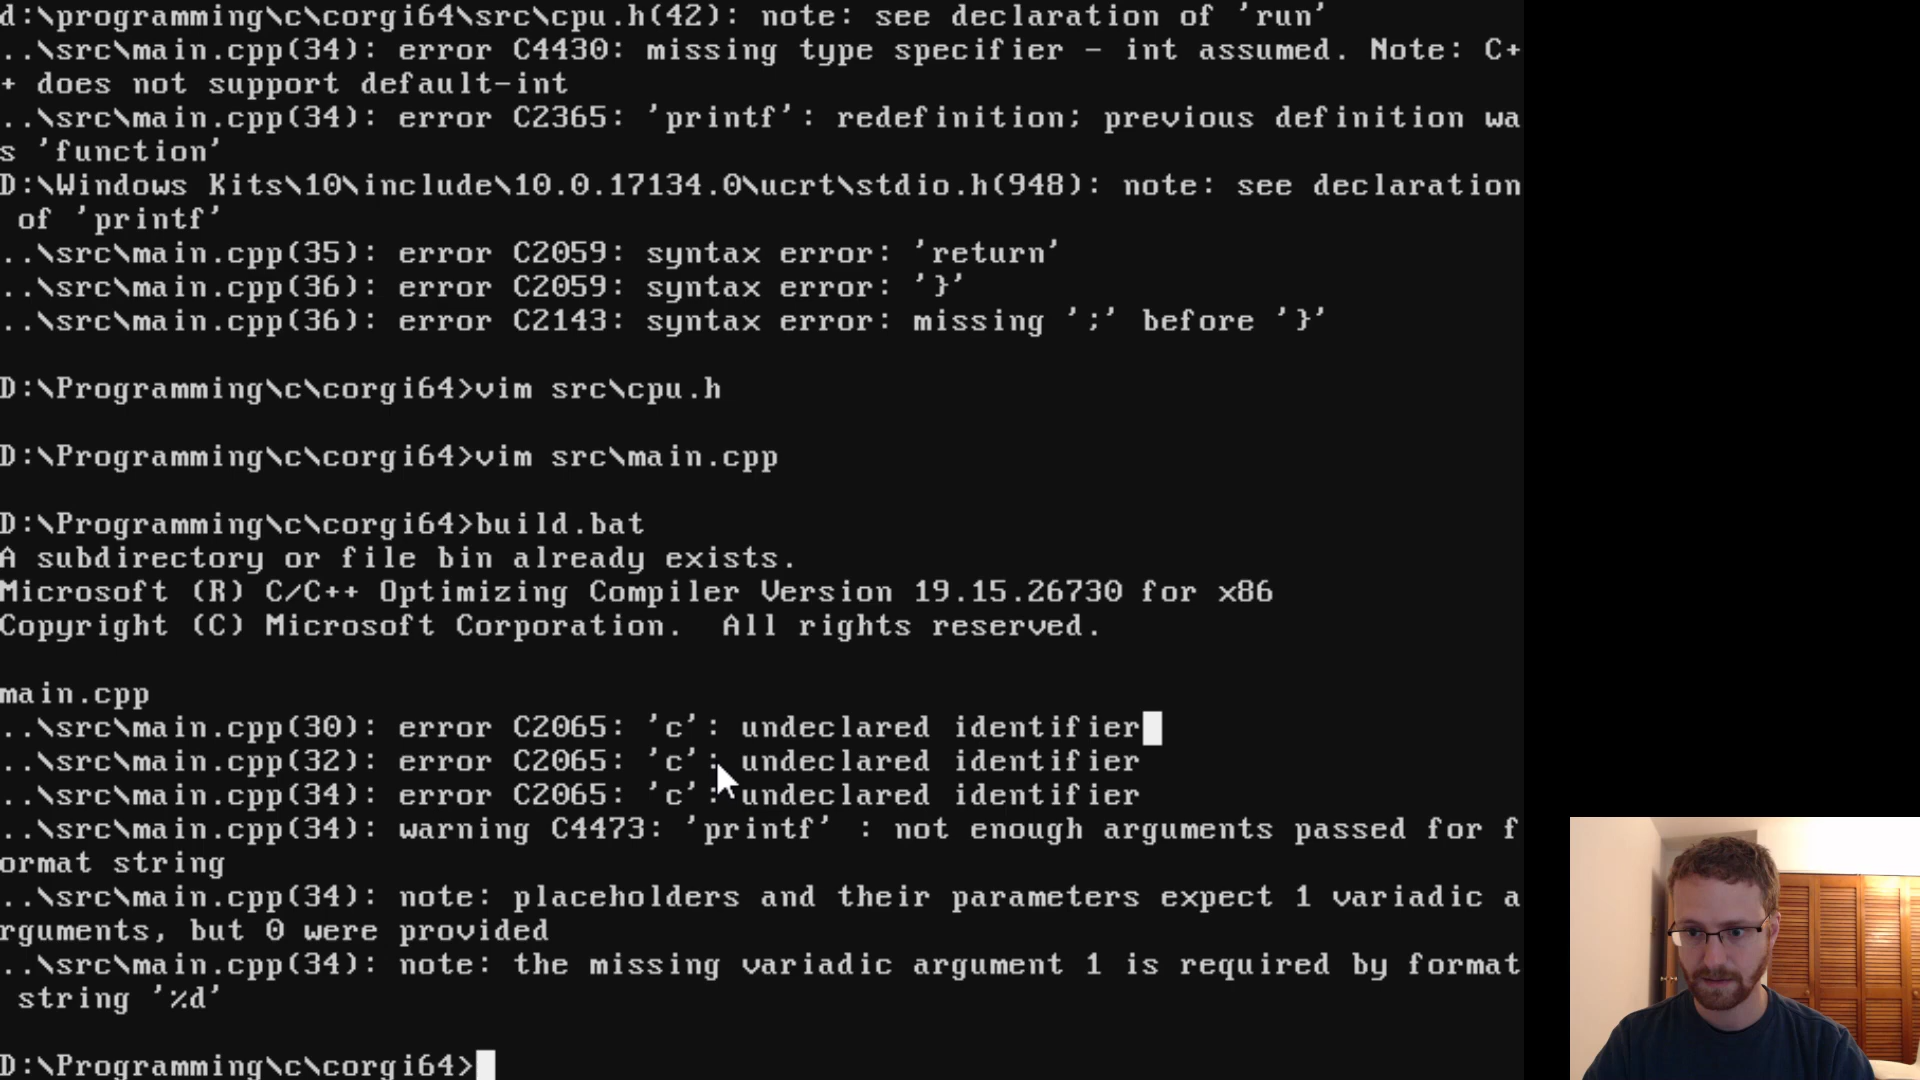 d:\programming\c\corgi64\src\cpu.h(42): note: see declaration of 'run'
..\src\main.cpp(34): error C4430: missing type specifier - int assumed. Note: C+
+ does not support default-int
..\src\main.cpp(34): error C2365: 'printf': redefinition; previous definition wa
s 'function'
D:\Windows Kits\10\include\10.0.17134.0\ucrt\stdio.h(948): note: see declaration
 of 'printf'
..\src\main.cpp(35): error C2059: syntax error: 'return'
..\src\main.cpp(36): error C2059: syntax error: '}'
..\src\main.cpp(36): error C2143: syntax error: missing ';' before '}'
D:\Programming\c\corgi64>vim src\cpu.h
D:\Programming\c\corgi64>vim src\main.cpp
D:\Programming\c\corgi64>build.bat
A subdirectory or file bin already exists.
Microsoft (R) C/C++ Optimizing Compiler Version 19.15.26730 for x86
Copyright (C) Microsoft Corporation.  All rights reserved.
main.cpp
..\src\main.cpp(30): error C2065: 'c': undeclared identifier
..\src\main.cpp(32): error C2065: 'c': undeclared identifier
..\src\main.cpp(34): error C2065: 'c': undeclared identifier
..\src\main.cpp(34): warning C4473: 'printf' : not enough arguments passed for f
ormat string
..\src\main.cpp(34): note: placeholders and their parameters expect 1 variadic a
rguments, but 0 were provided
..\src\main.cpp(34): note: the missing variadic argument 1 is required by format
 string '%d'
D:\Programming\c\corgi64>